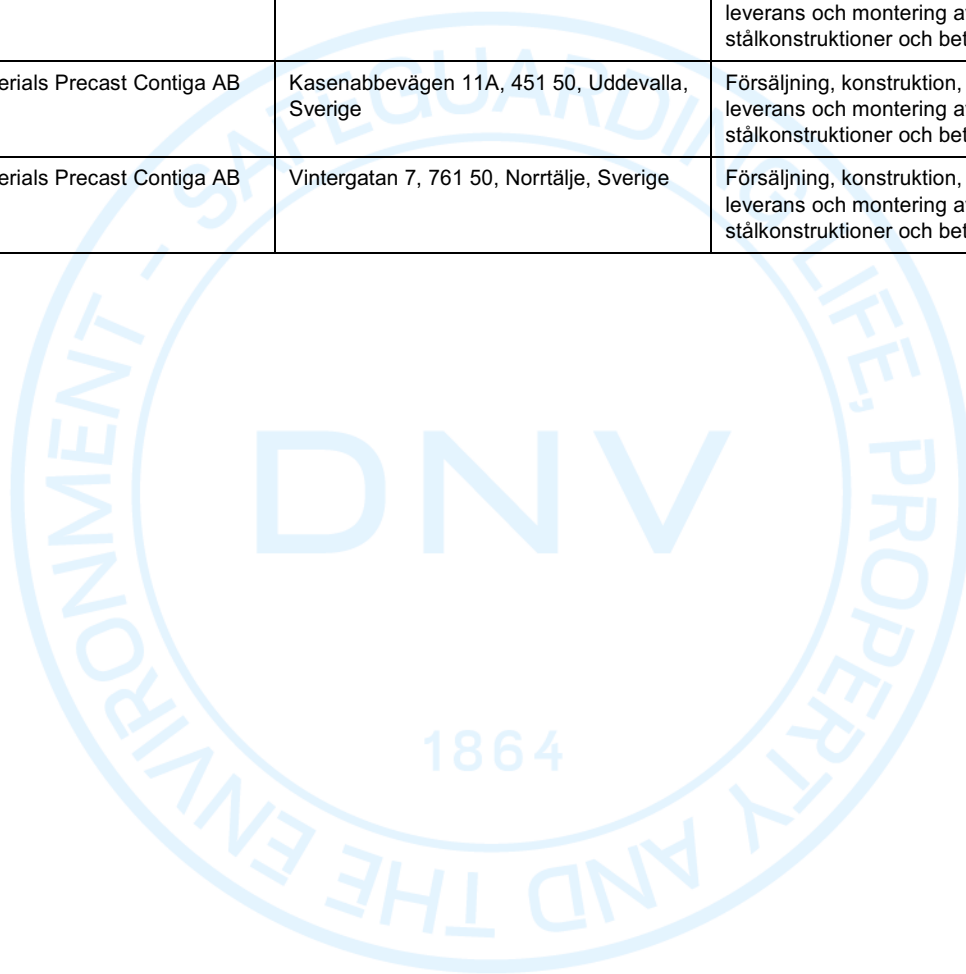 leverans och montering a
stålkonstruktioner och bet
erials Precast Contiga AB
Kasenabbevägen 11A, 451 50, Uddevalla,
Sverige
Försäljning, konstruktion,
leverans och montering a
stålkonstruktioner och bet
erials Precast Contiga AB
Vintergatan 7, 761 50, Norrtälje, Sverige
Försäljning, konstruktion,
leverans och montering a
stålkonstruktioner och bet
SAFEGUARDING LIFE, PROPERTY AND THE ENVIRONMENT -
DNV
1864